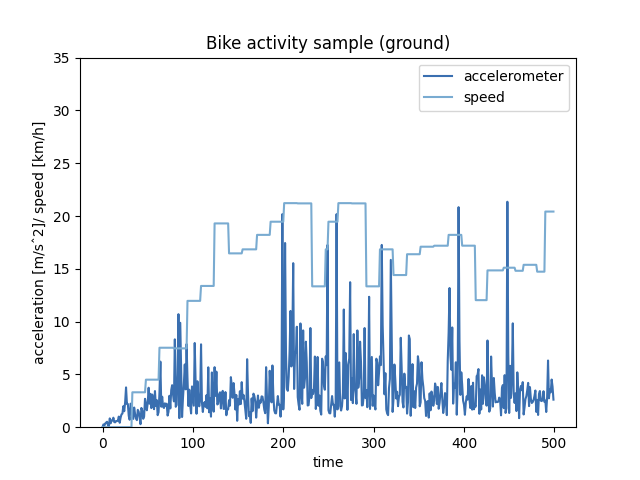 Bike activity sample (ground)
accelerometer
speed
35
30
25
20
15
10
5
0
acceleration [m/s^2]/ speed [km/h]
0 100 200 300 400 500
time